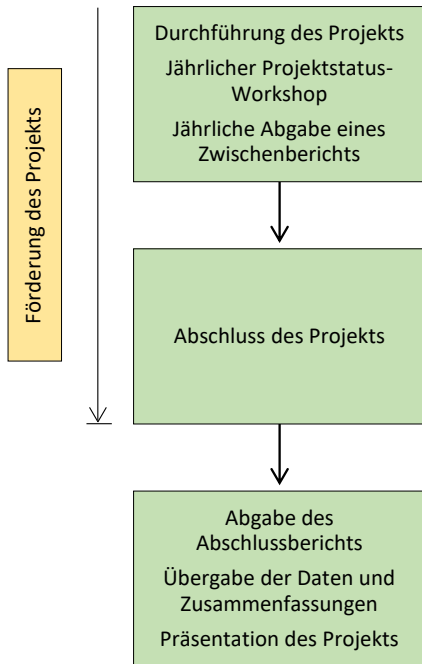 Förderung des Projekts
Durchführung des Projekts
Jährlicher Projektstatus-
Workshop
Jährliche Abgabe eines
Zwischenberichts
Abschluss des Projekts
Abgabe des
Abschlussberichts
Übergabe der Daten und
Zusammenfassungen
Präsentation des Projekts